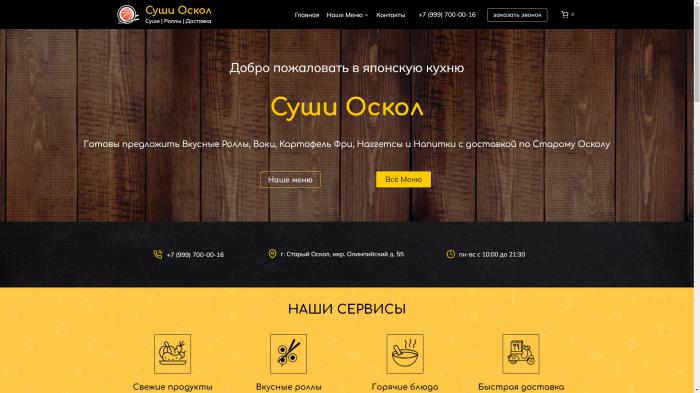 Суши Оскол
Суши | Роллы | Доставка
Главная Наше Меню Контакты +7 (999) 700-00-16 заказать звонок 0
Добро пожаловать в японскую кухню
Суши Оскол
Готовы предложить Вкусные Роллы, Воки, Картофель Фри, Наггетсы и Напитки с доставкой по Старому Осколу
Наше меню Всё Меню
+7 (999) 700-00-16 г. Старый Оскол, мкр. Олимпийский д. 55 пн-вс с 10:00 до 21:30
НАШИ СЕРВИСЫ
Свежие продукты Вкусные роллы Горячие блюда Быстрая доставка